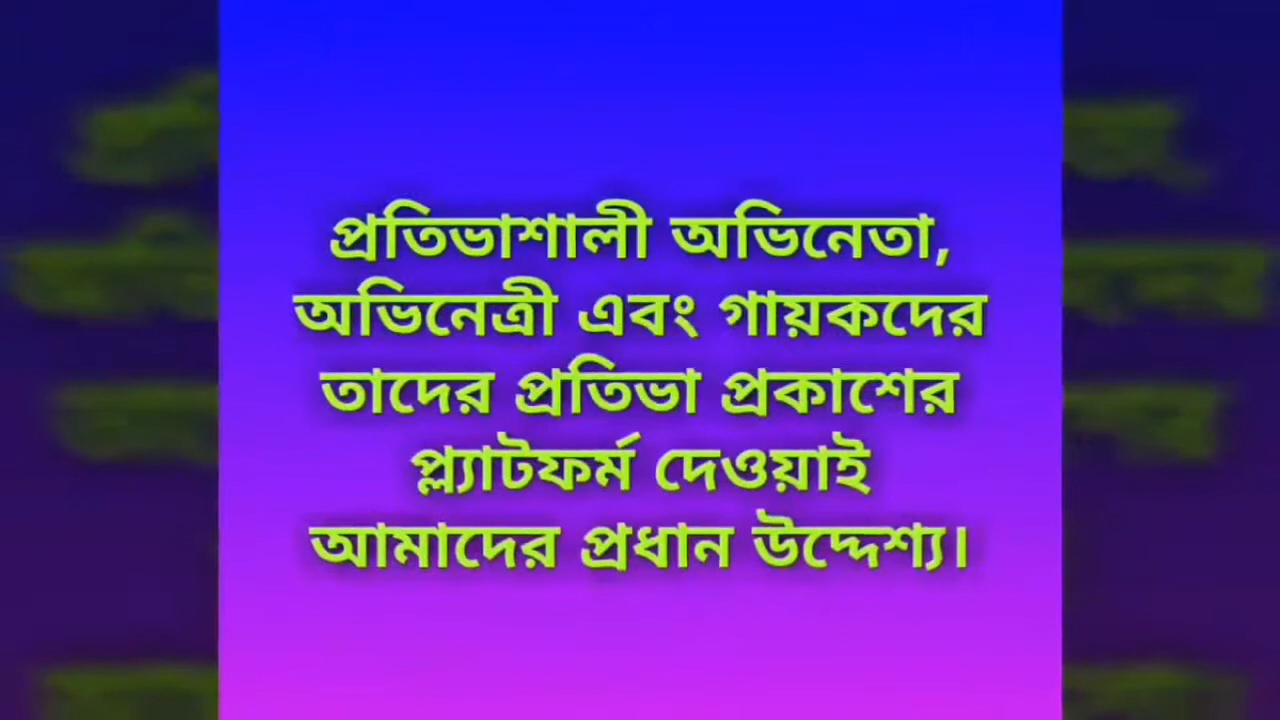 প্রতিভাশালী অভিনেতা,
অভিনেত্রী এবং গায়কদের
তাদের প্রতিভা প্রকাশের
প্ল্যাটফর্ম দেওয়াই
আমাদের প্রধান উদ্দেশ্য।